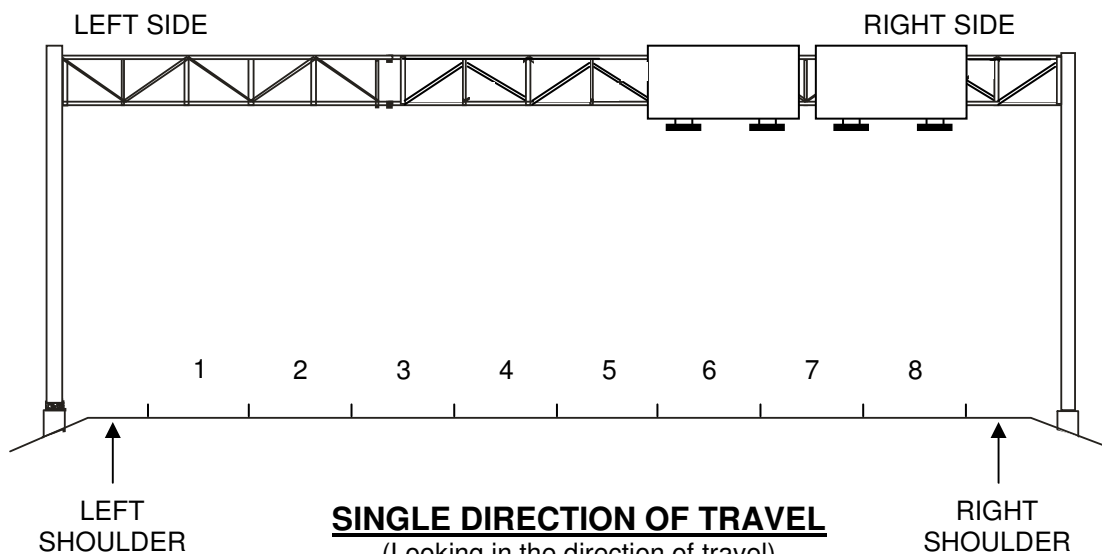 LEFT SIDE
RIGHT SIDE
1 2 3 4 5 6 7 8
LEFT
SHOULDER
SINGLE DIRECTION OF TRAVEL
(Looking in the direction of travel)
RIGHT
SHOULDER